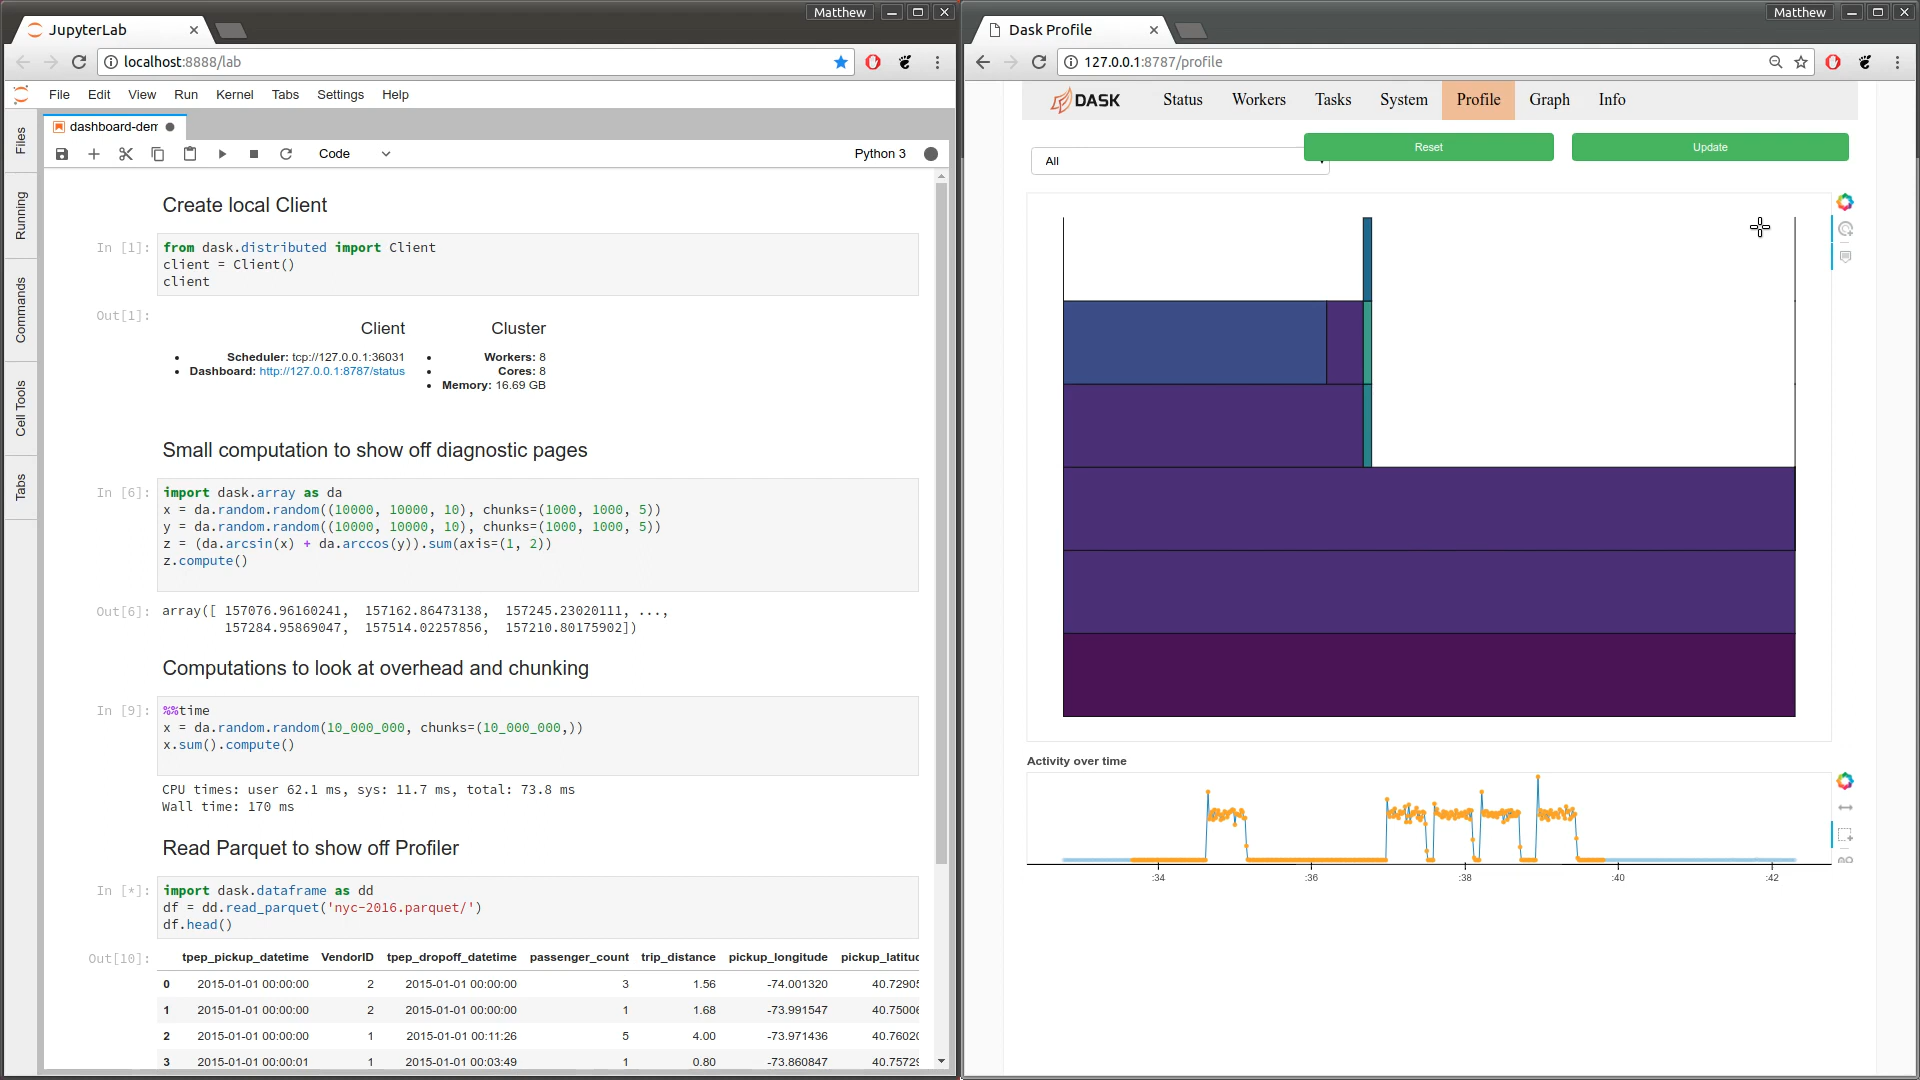 Matthew
JupyterLab
localhost:8888/lab
File Edit View Run Kernel Tabs Settings Help
Files
Running
Commands
Cell Tools
Tabs
dashboard-dem
Code
Python 3
Create local Client
In [1]:
from dask.distributed import Client
client = Client()
client
Out[1]:
Client
Scheduler: tcp://127.0.0.1:36031
Dashboard: http://127.0.0.1:8787/status
Cluster
Workers: 8
Cores: 8
Memory: 16.69 GB
Small computation to show off diagnostic pages
In [6]:
import dask.array as da
x = da.random.random((10000, 10000, 10), chunks=(1000, 1000, 5))
y = da.random.random((10000, 10000, 10), chunks=(1000, 1000, 5))
z = (da.arcsin(x) + da.arccos(y)).sum(axis=(1, 2))
z.compute()
Out[6]:
array([ 157076.96160241, 157162.86473138, 157245.23020111, ...,
157284.95869047, 157514.02257856, 157210.80175902])
Computations to look at overhead and chunking
In [9]:
%%time
x = da.random.random(10_000_000, chunks=(10_000_000,))
x.sum().compute()
CPU times: user 62.1 ms, sys: 11.7 ms, total: 73.8 ms
Wall time: 170 ms
Read Parquet to show off Profiler
In [*]:
import dask.dataframe as dd
df = dd.read_parquet('nyc-2016.parquet/')
df.head()
Out[10]:
tpep_pickup_datetime VendorID tpep_dropoff_datetime passenger_count trip_distance pickup_longitude pickup_latituc
0 2015-01-01 00:00:00 2 2015-01-01 00:00:00 3 1.56 -74.001320 40.72905
1 2015-01-01 00:00:00 2 2015-01-01 00:00:00 1 1.68 -73.991547 40.75006
2 2015-01-01 00:00:00 1 2015-01-01 00:11:26 5 4.00 -73.971436 40.76020
3 2015-01-01 00:00:01 1 2015-01-01 00:03:49 1 0.80 -73.860847 40.75729
Matthew
Dask Profile
127.0.0.1:8787/profile
DASK Status Workers Tasks System Profile Graph Info
All
Reset
Update
Activity over time
:34 :36 :38 :40 :42